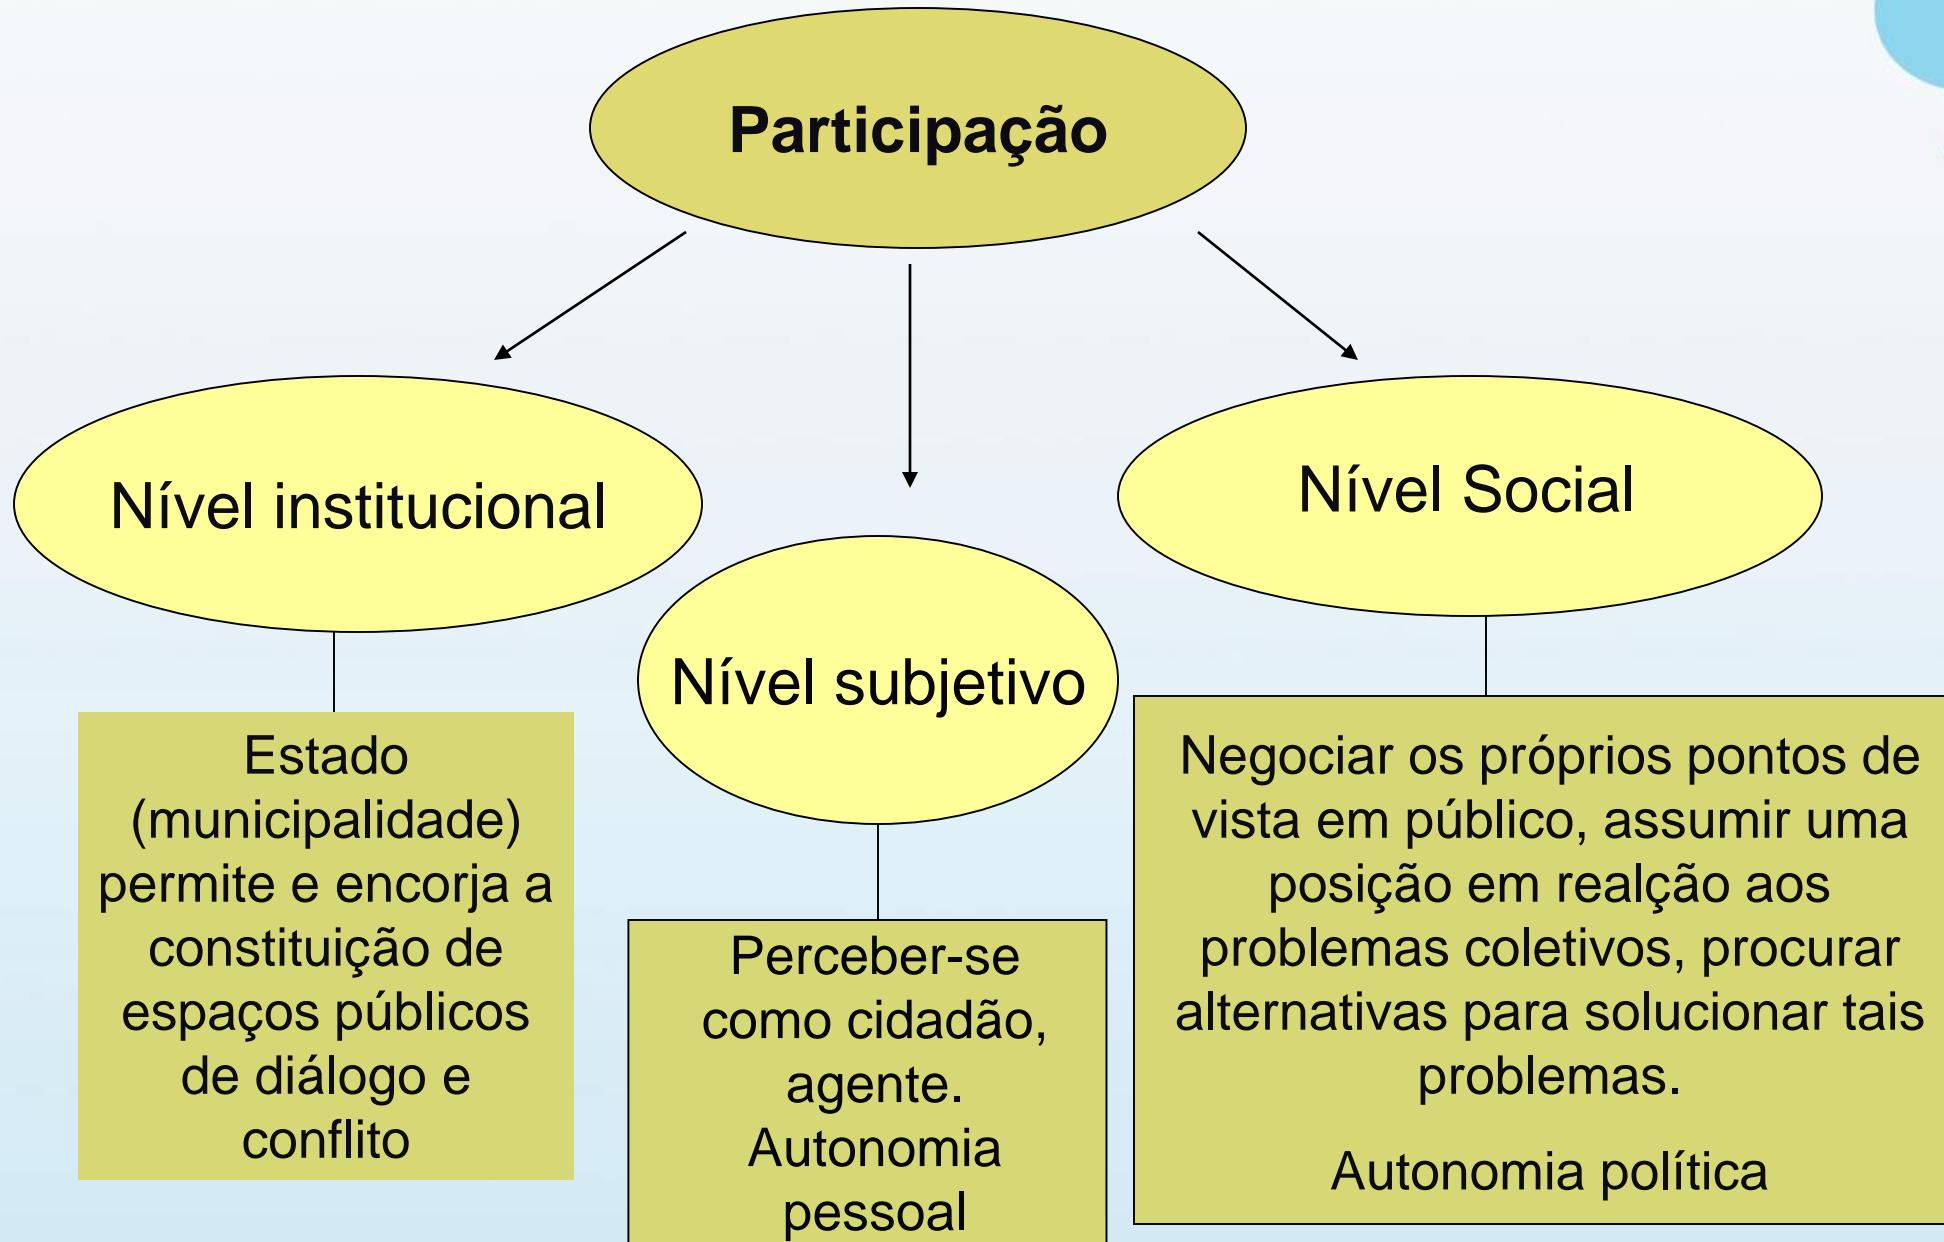 Participação
Nível institucional
Estado
(municipalidade)
permite e encorja a
constituição de
espaços públicos
de diálogo e
conflito
Nível subjetivo
Perceber-se
como cidadão,
agente.
Autonomia
pessoal
Nível Social
Negociar os próprios pontos de
vista em público, assumir uma
posição em realção aos
problemas coletivos, procurar
alternativas para solucionar tais
problemas.
Autonomia política